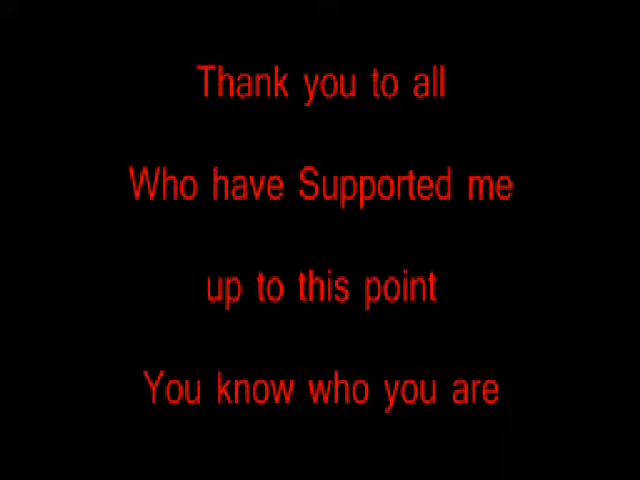 Thank you to all
Who have Supported me
up to this point
You know who you are